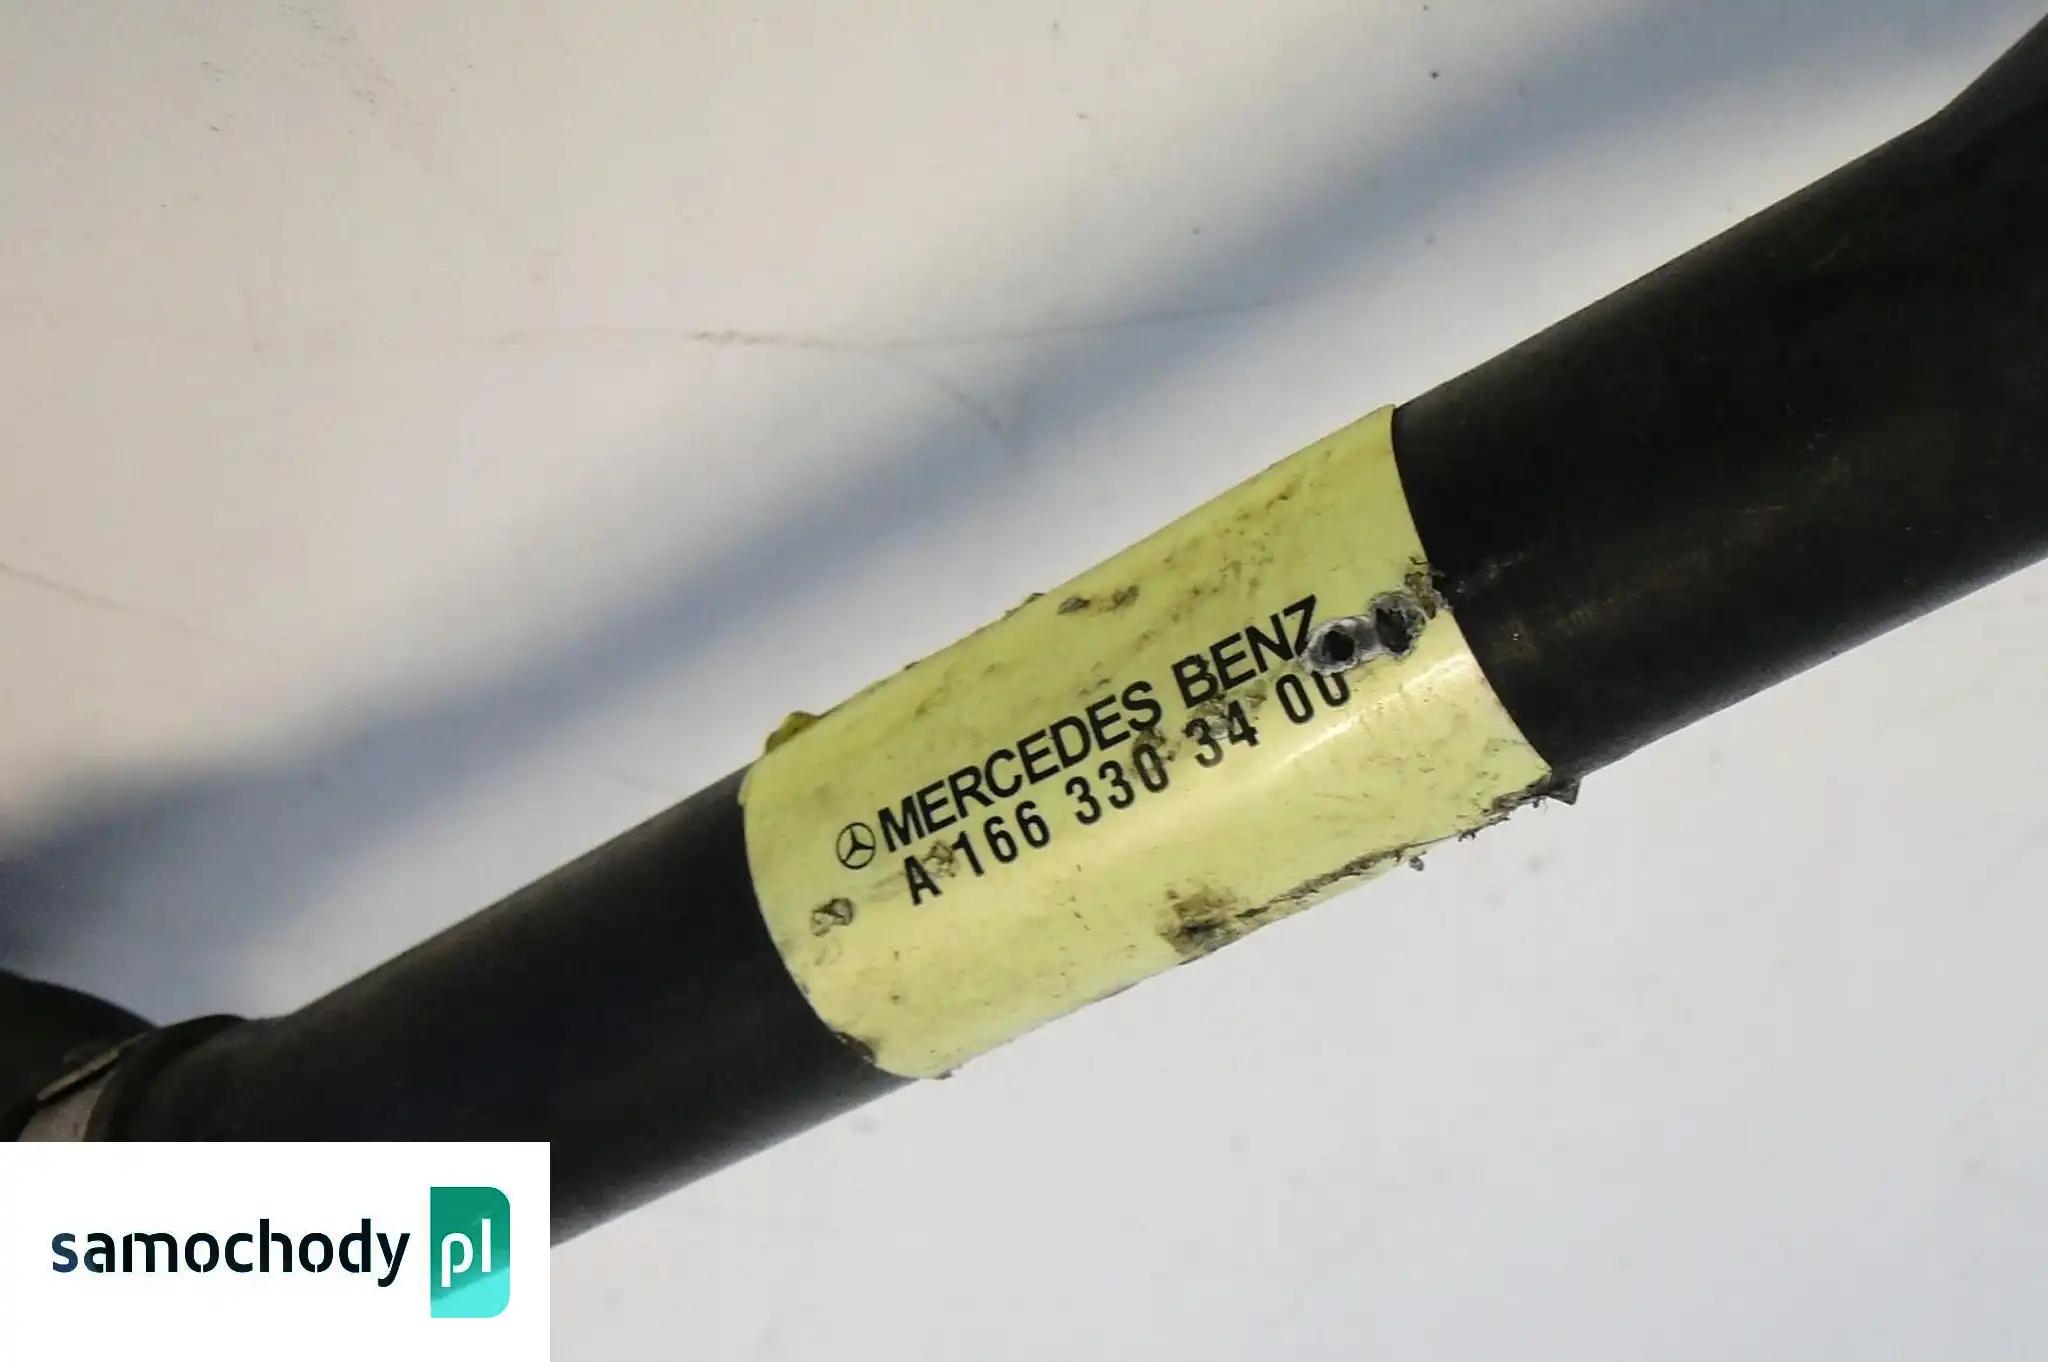 MERCEDES BENZ
A 166 330 34 00
samochody pl